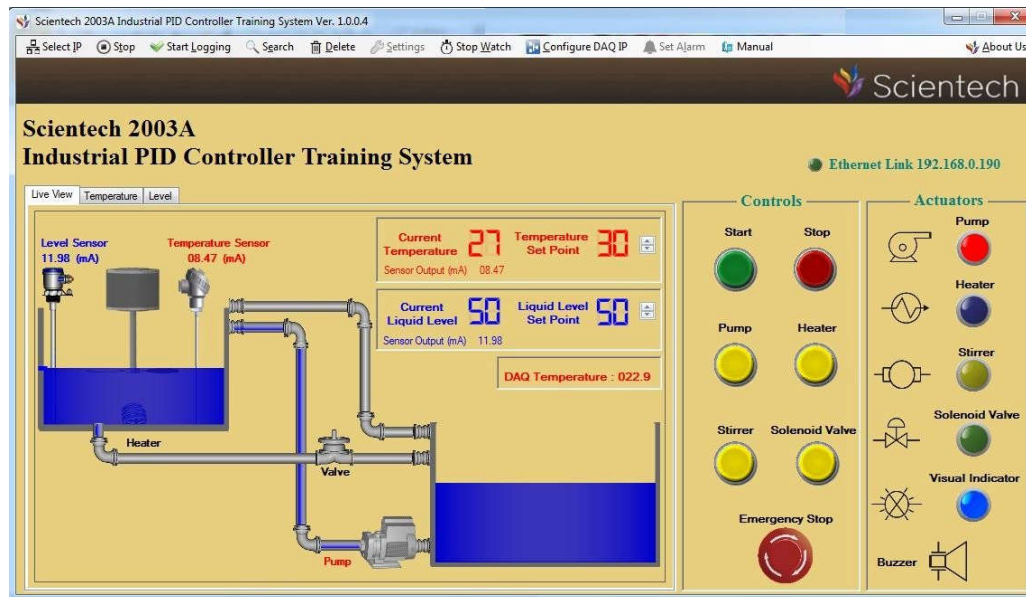 Scientech 2003A Industrial PID Controller Training System Ver. 1.0.0.4
Select IP Stop Start Logging Search Delete Settings Stop Watch Configure DAQ IP Set Alarm Manual About Us
Scientech
Scientech 2003A
Industrial PID Controller Training System
Ethernet Link 192.168.0.190
Live View Temperature Level
Level Sensor
11.98 (mA)
Temperature Sensor
08.47 (mA)
Current
Temperature
27
Temperature
Set Point
30
Sensor Output (mA) 08.47
Current
Liquid Level
50
Liquid Level
Set Point
50
Sensor Output (mA) 11.98
DAQ Temperature : 022.9
Heater
Valve
Pump
Controls
Start Stop
Pump Heater
Stirrer Solenoid Valve
Emergency Stop
Actuators
Pump
Heater
Stirrer
Solenoid Valve
Visual Indicator
Buzzer